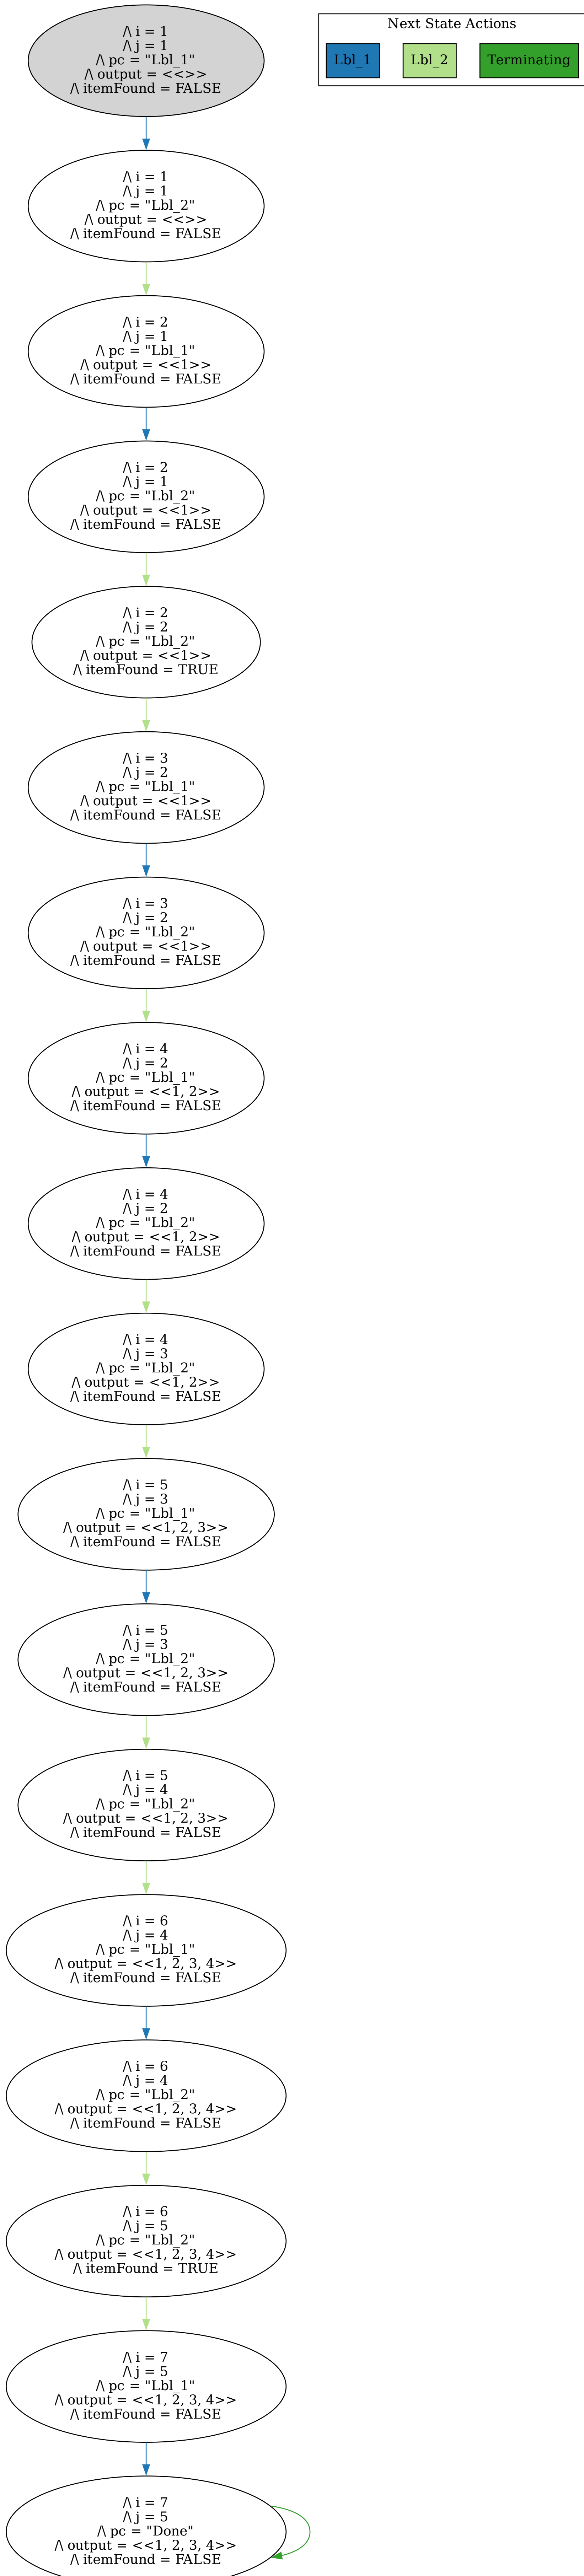 /\ i = 1
/\ j = 1
/\ pc = "Lbl_1"
/\ output = <<>>
/\ itemFound = FALSE
Next State Actions
Lbl_1
Lbl_2
Terminating
/\ i = 1
/\ j = 1
/\ pc = "Lbl_2"
/\ output = <<>>
/\ itemFound = FALSE
/\ i = 2
/\ j = 1
/\ pc = "Lbl_1"
/\ output = <<1>>
/\ itemFound = FALSE
/\ i = 2
/\ j = 1
/\ pc = "Lbl_2"
/\ output = <<1>>
/\ itemFound = FALSE
/\ i = 2
/\ j = 2
/\ pc = "Lbl_2"
/\ output = <<1>>
/\ itemFound = TRUE
/\ i = 3
/\ j = 2
/\ pc = "Lbl_1"
/\ output = <<1>>
/\ itemFound = FALSE
/\ i = 3
/\ j = 2
/\ pc = "Lbl_2"
/\ output = <<1>>
/\ itemFound = FALSE
/\ i = 4
/\ j = 2
/\ pc = "Lbl_1"
/\ output = <<1, 2>>
/\ itemFound = FALSE
/\ i = 4
/\ j = 2
/\ pc = "Lbl_2"
/\ output = <<1, 2>>
/\ itemFound = FALSE
/\ i = 4
/\ j = 3
/\ pc = "Lbl_2"
/\ output = <<1, 2>>
/\ itemFound = FALSE
/\ i = 5
/\ j = 3
/\ pc = "Lbl_1"
/\ output = <<1, 2, 3>>
/\ itemFound = FALSE
/\ i = 5
/\ j = 3
/\ pc = "Lbl_2"
/\ output = <<1, 2, 3>>
/\ itemFound = FALSE
/\ i = 5
/\ j = 4
/\ pc = "Lbl_2"
/\ output = <<1, 2, 3>>
/\ itemFound = FALSE
/\ i = 6
/\ j = 4
/\ pc = "Lbl_1"
/\ output = <<1, 2, 3, 4>>
/\ itemFound = FALSE
/\ i = 6
/\ j = 4
/\ pc = "Lbl_2"
/\ output = <<1, 2, 3, 4>>
/\ itemFound = FALSE
/\ i = 6
/\ j = 5
/\ pc = "Lbl_2"
/\ output = <<1, 2, 3, 4>>
/\ itemFound = TRUE
/\ i = 7
/\ j = 5
/\ pc = "Lbl_1"
/\ output = <<1, 2, 3, 4>>
/\ itemFound = FALSE
/\ i = 7
/\ j = 5
/\ pc = "Done"
/\ output = <<1, 2, 3, 4>>
/\ itemFound = FALSE